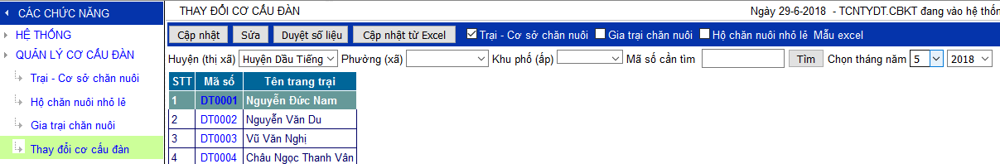 CÁC CHỨC NĂNG
HỆ THỐNG
QUẢN LÝ CƠ CẤU ĐÀN
Trại - Cơ sở chăn nuôi
Hộ chăn nuôi nhỏ lẽ
Gia trại chăn nuôi
Thay đổi cơ cấu đàn
THAY ĐỔI CƠ CẤU ĐÀN Ngày 29-6-2018 - TCNTYDT.CBKT đang vào hệ thốn
Cập nhật Sửa Duyệt số liệu Cập nhật từ Excel Trại - Cơ sở chăn nuôi Gia trại chăn nuôi Hộ chăn nuôi nhỏ lẽ Mẫu excel
Huyện (thị xã) Huyện Dầu Tiếng Phường (xã) Khu phố (ấp) Mã số cần tìm Tìm Chọn tháng năm 5 2018
STT Mã số Tên trang trại
1 DT0001 Nguyễn Đức Nam
2 DT0002 Nguyễn Văn Du
3 DT0003 Vũ Văn Nghị
4 DT0004 Châu Ngọc Thanh Vân